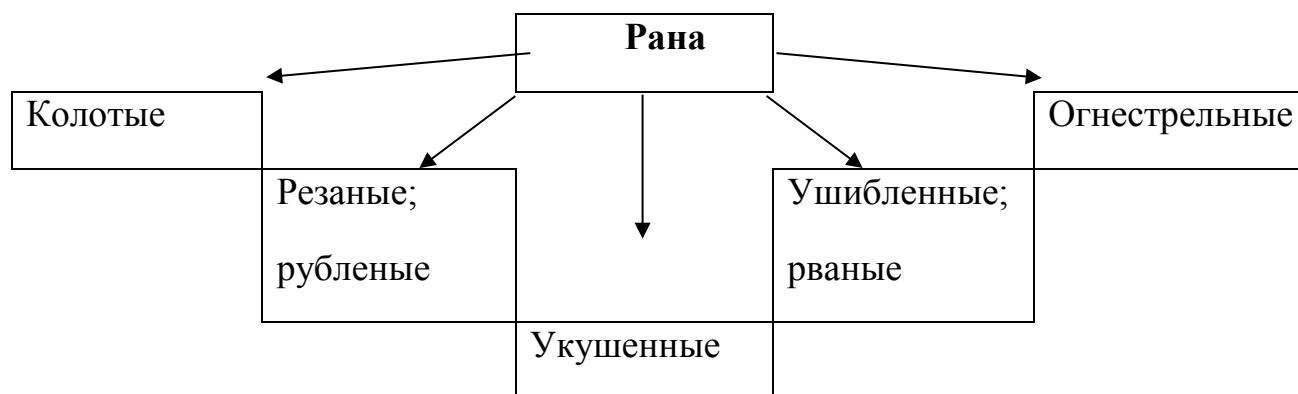 Рана
Колотые
Огнестрельные
Резаные;
рубленые
Ушибленные;
рваные
Укушенные